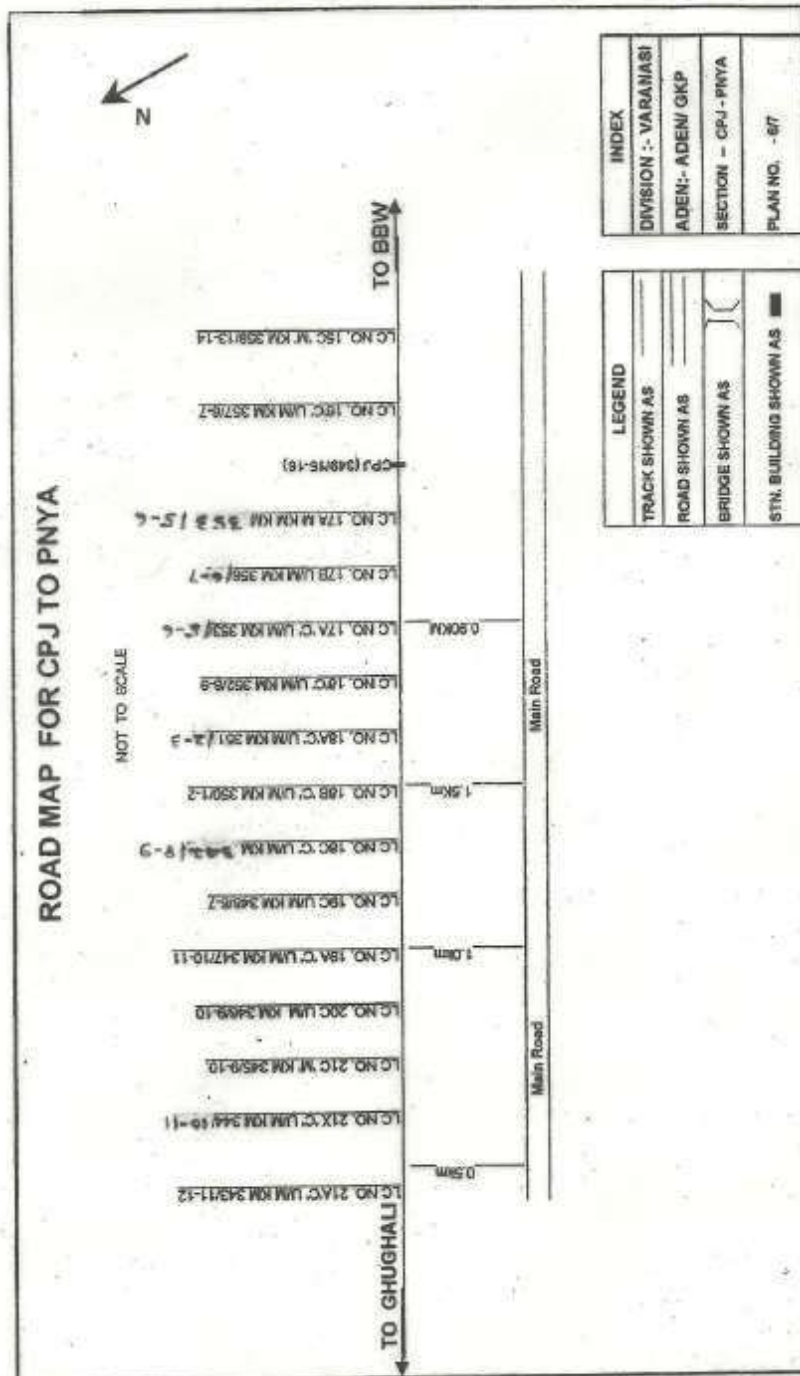 ROAD MAP FOR CPJ TO PNYA
NOT TO SCALE
N
TO GHUGHALI
TO BBW
LC NO. 21A'C' U/M KM 343/11-12
LC NO. 21X'C' U/M KM 344/10-11
LC NO. 21C 'M' KM 345/9-10
LC NO. 20C U/M KM 346/9-10
LC NO. 19A 'C' U/M KM 347/10-11
LC NO. 19C U/M KM 348/6-7
LC NO. 18C 'C' U/M KM
LC NO. 18B 'C' U/M KM 350/1-2
LC NO. 18A'C' U/M KM 351/2-3
LC NO. 18'C' U/M KM 352/8-9
LC NO. 17A 'C' U/M KM 353/5-6
LC NO. 17B U/M KM 356/6-7
LC NO. 17A M KM KM 353/5-6
CPJ (349/15-16)
LC NO. 16'C' U/M KM 357/6-7
LC NO. 15C 'M' KM 359/13-14
0.5km
1.0km
1.5Km
0.90KM
Main Road
Main Road
LEGEND
TRACK SHOWN AS
ROAD SHOWN AS
BRIDGE SHOWN AS
STN. BUILDING SHOWN AS
INDEX
DIVISION :- VARANASI
ADEN:- ADEN/ GKP
SECTION – CPJ - PNYA
PLAN NO. - 6/7